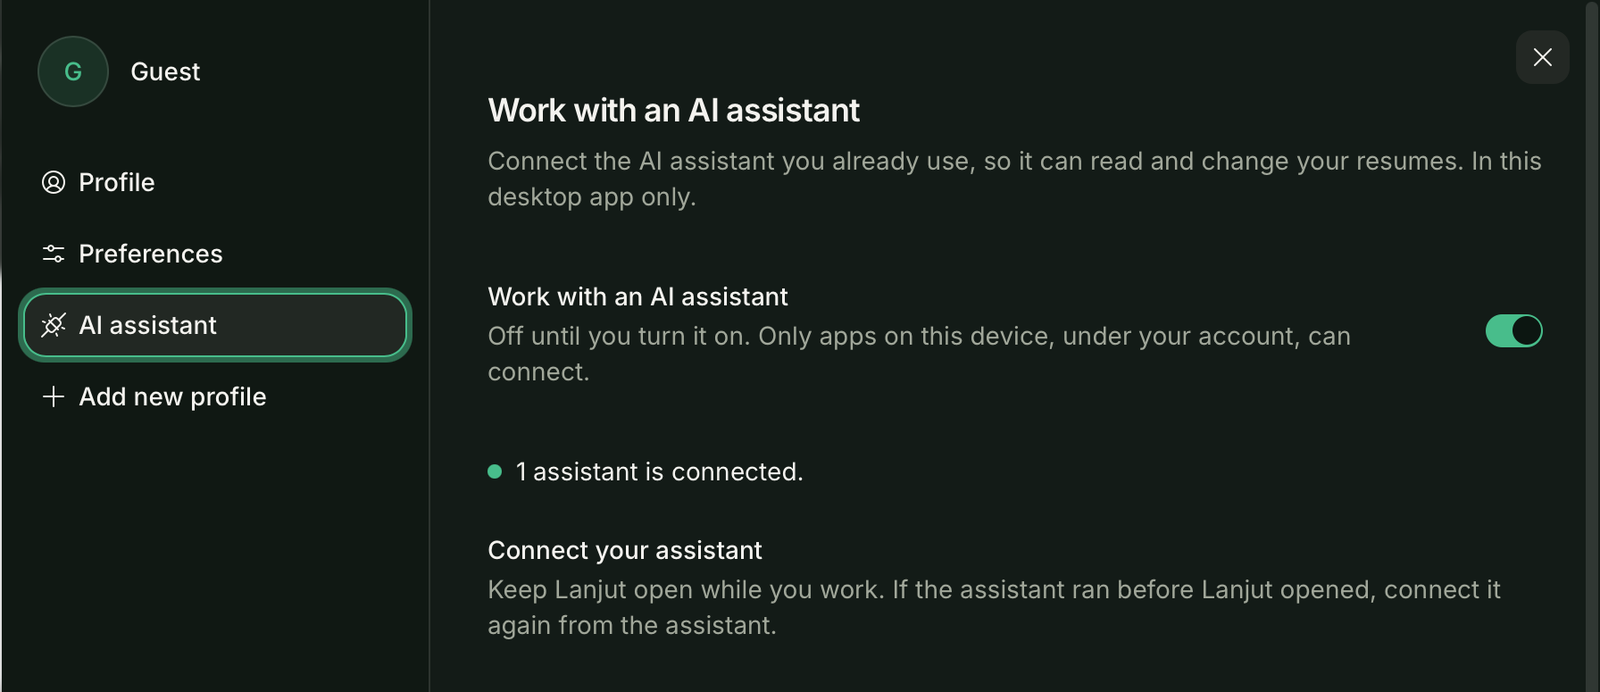 G
Guest
Profile
Preferences
AI assistant
Add new profile
Work with an AI assistant
Connect the AI assistant you already use, so it can read and change your resumes. In this
desktop app only.
Work with an AI assistant
Off until you turn it on. Only apps on this device, under your account, can
connect.
1 assistant is connected.
Connect your assistant
Keep Lanjut open while you work. If the assistant ran before Lanjut opened, connect it
again from the assistant.